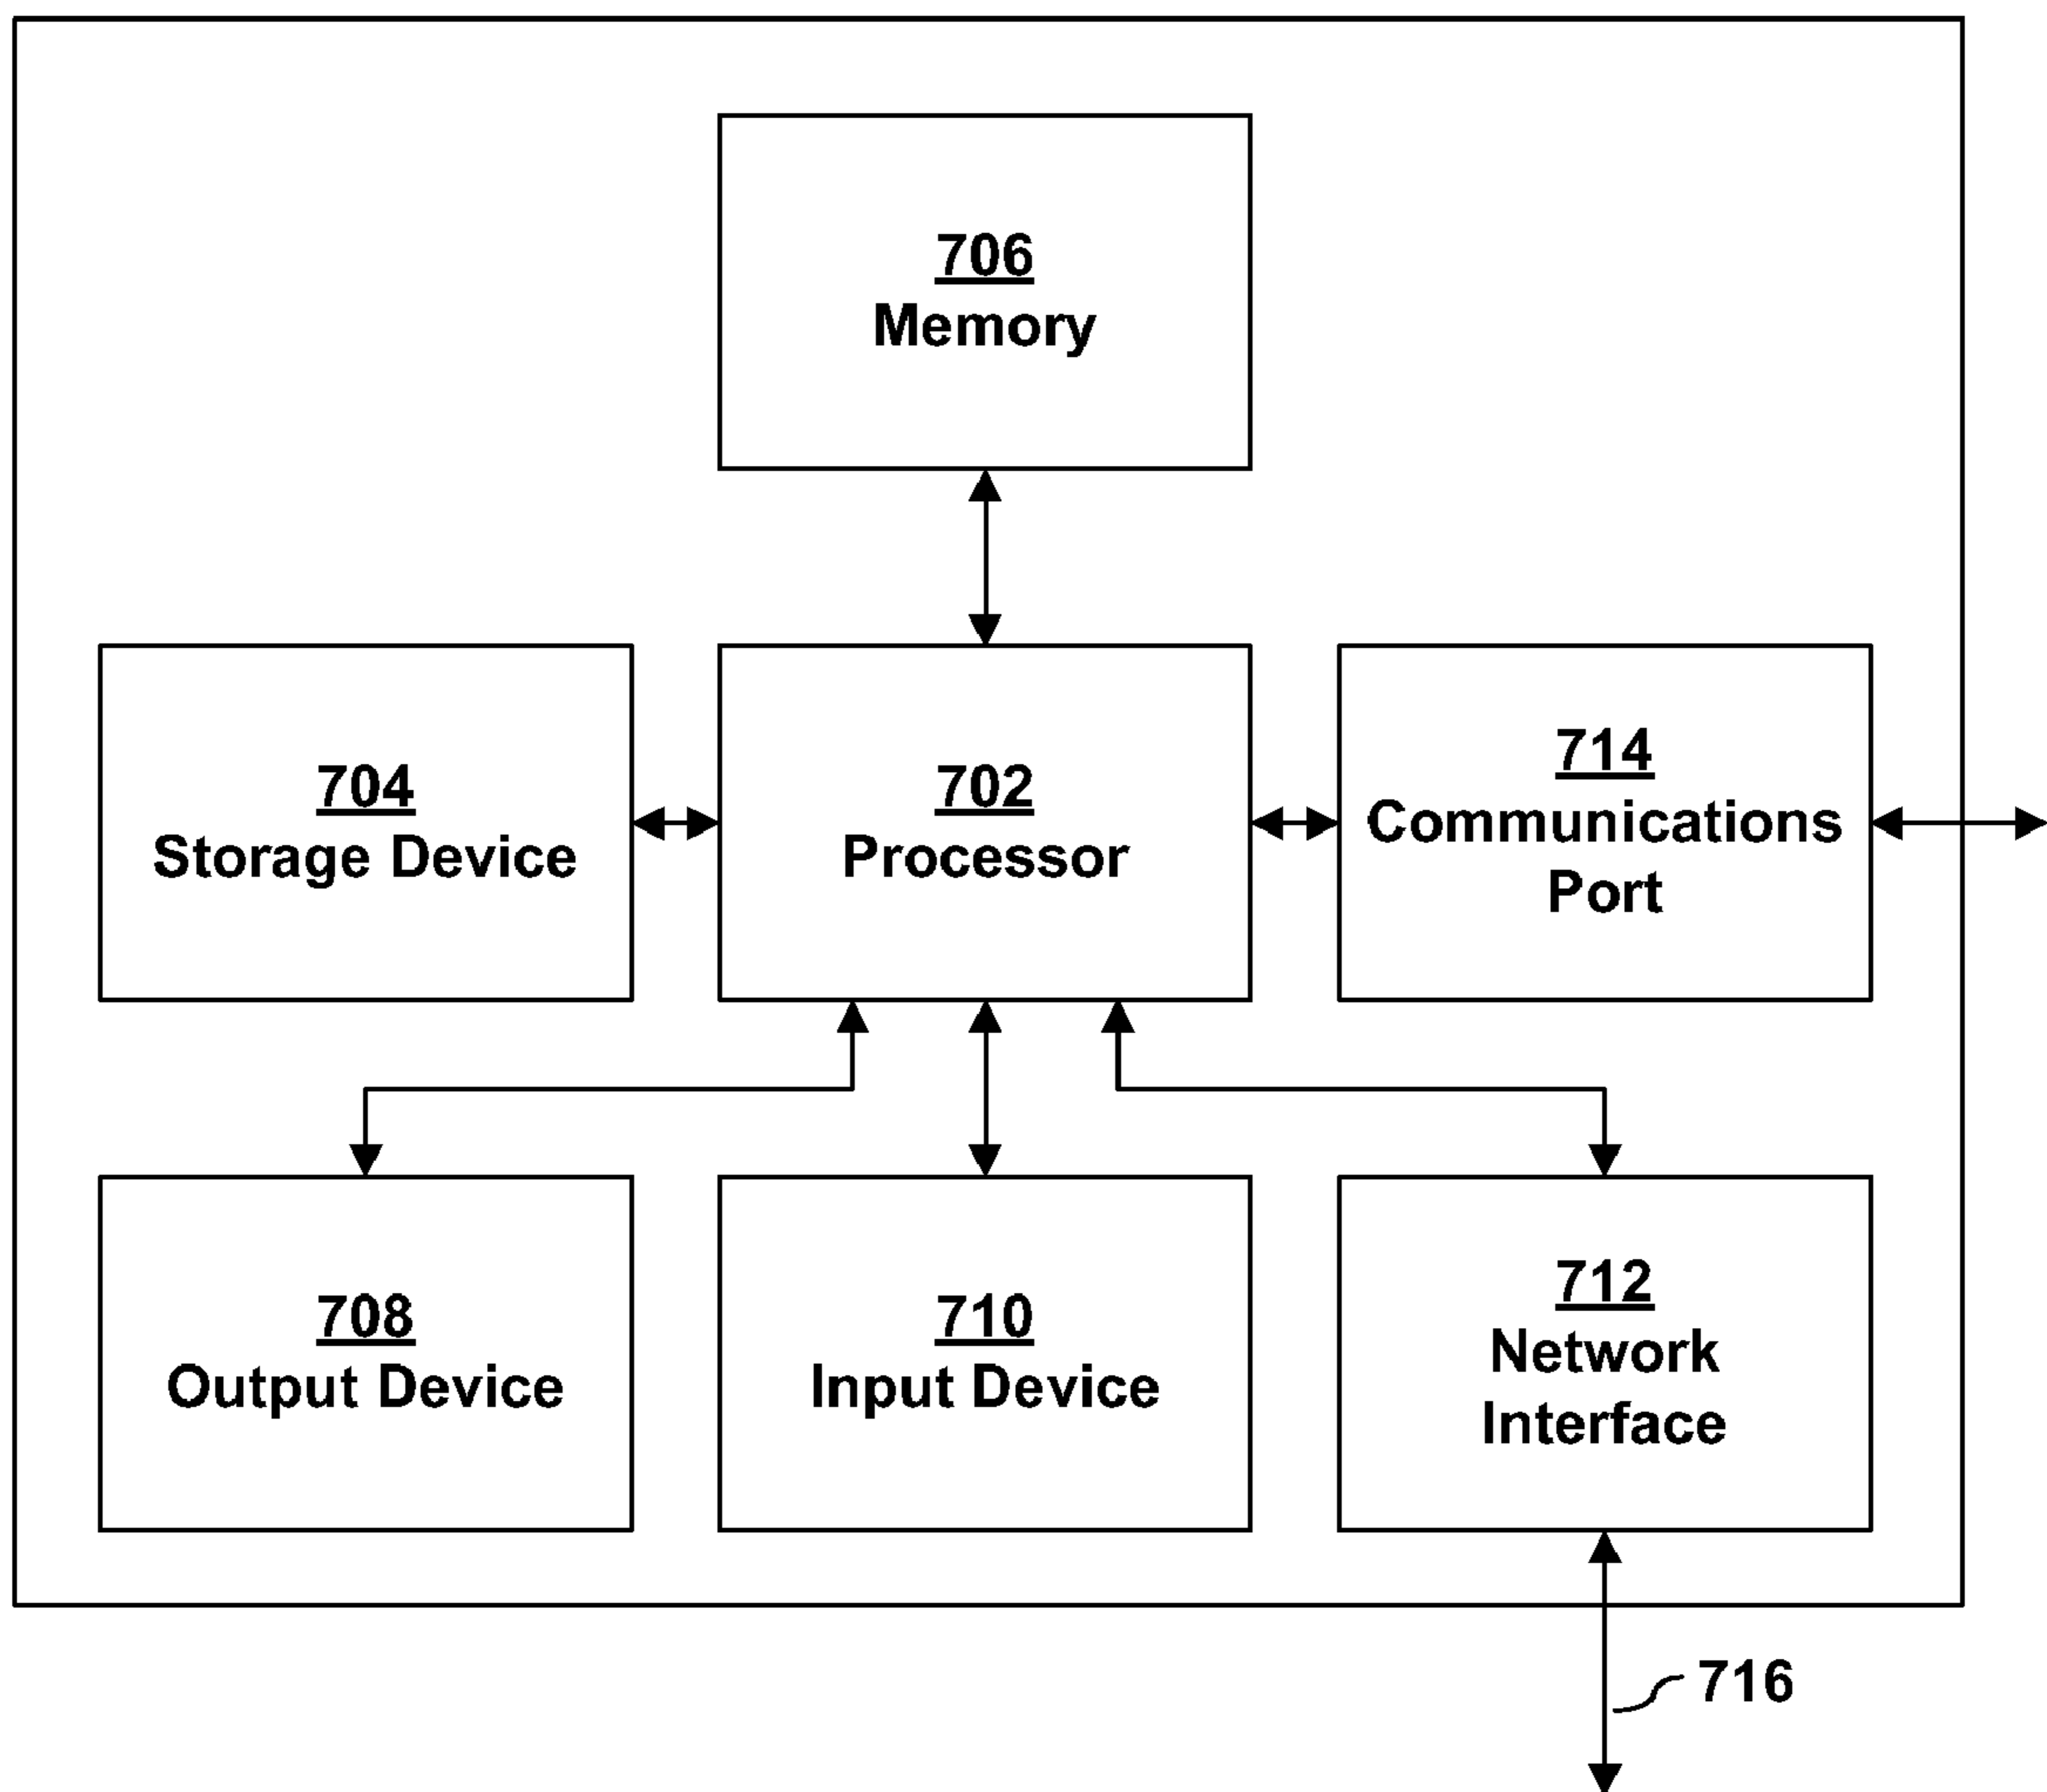 706
Memory
704
Storage Device
702
Processor
714
Communications
Port
708
Output Device
710
Input Device
712
Network
Interface
716